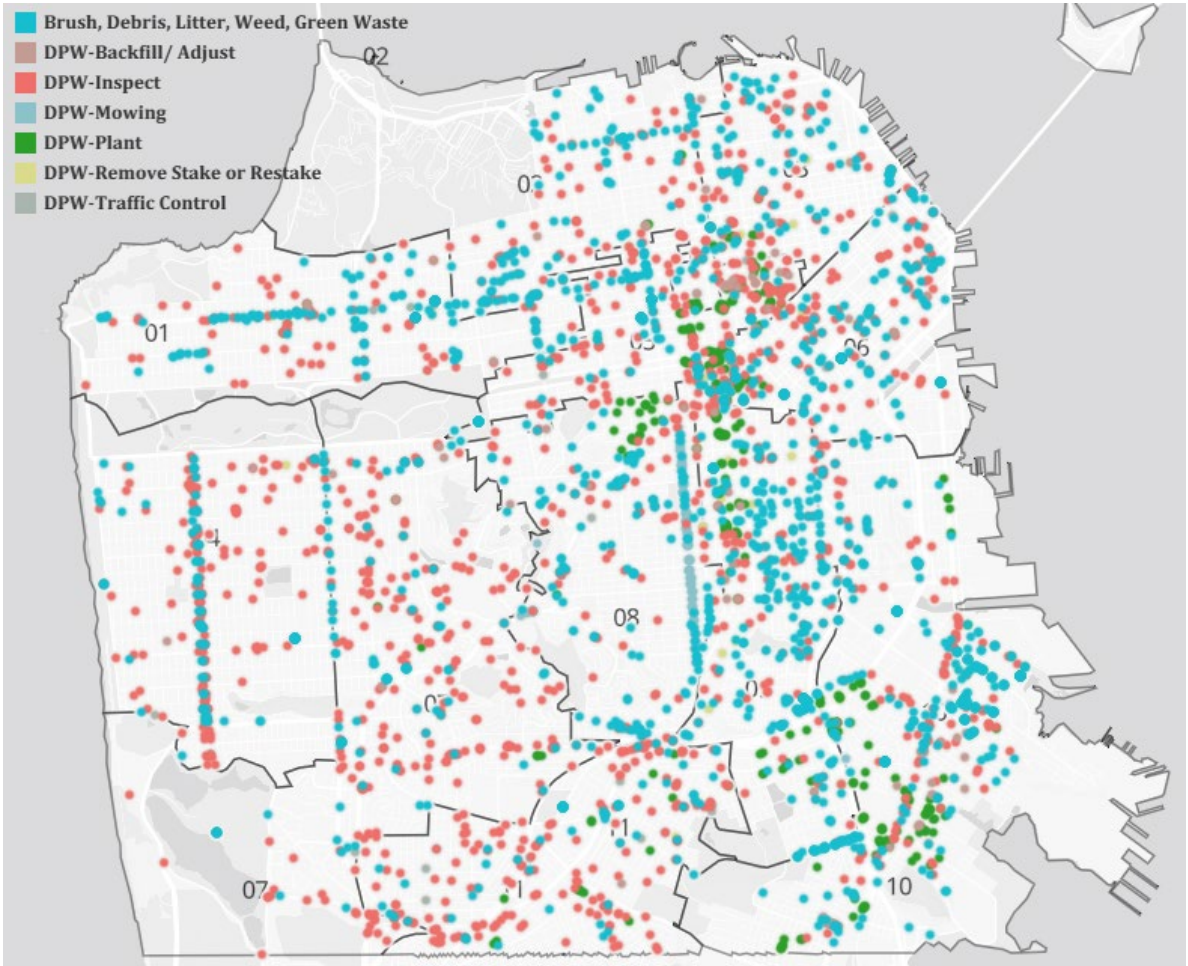 Brush, Debris, Litter, Weed, Green Waste
02
DPW-Backfill/ Adjust
DPW-Inspect
DPW-Mowing
DPW-Plant
DPW-Remove Stake or Restake
DPW-Traffic Control
01
06
08
07
10